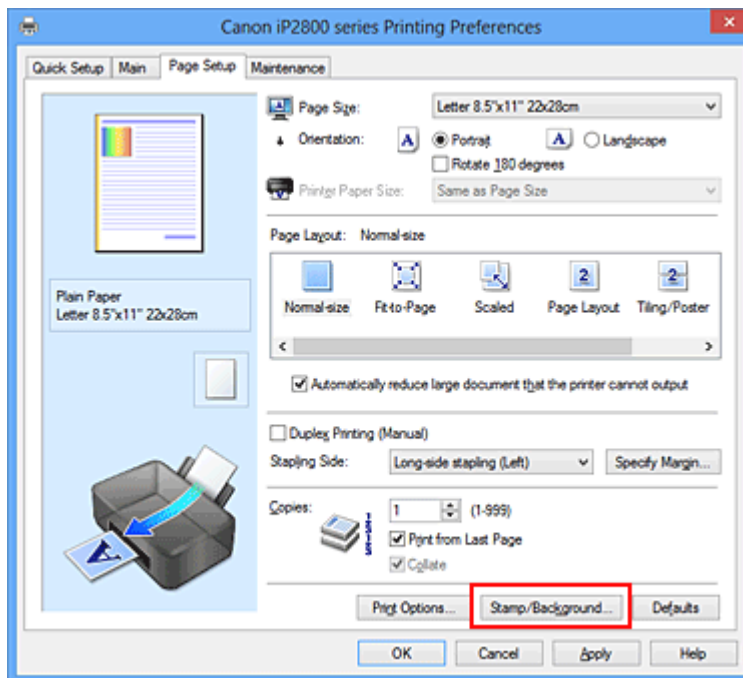 Canon iP2800 series Printing Preferences
Quick Setup Main Page Setup Maintenance
Page Size: Letter 8.5"x11" 22x28cm
Orientation: A Portrait A Landscape
Rotate 180 degrees
Printer Paper Size: Same as Page Size
Page Layout: Normal-size
Normal-size Fit-to-Page Scaled Page Layout Tiling/Poster
Plain Paper
Letter 8.5"x11" 22x28cm
Automatically reduce large document that the printer cannot output
Duplex Printing (Manual)
Stapling Side: Long-side stapling (Left) Specify Margin...
Copies: 1 (1-999)
Print from Last Page
Collate
Print Options... Stamp/Background... Defaults
OK Cancel Apply Help